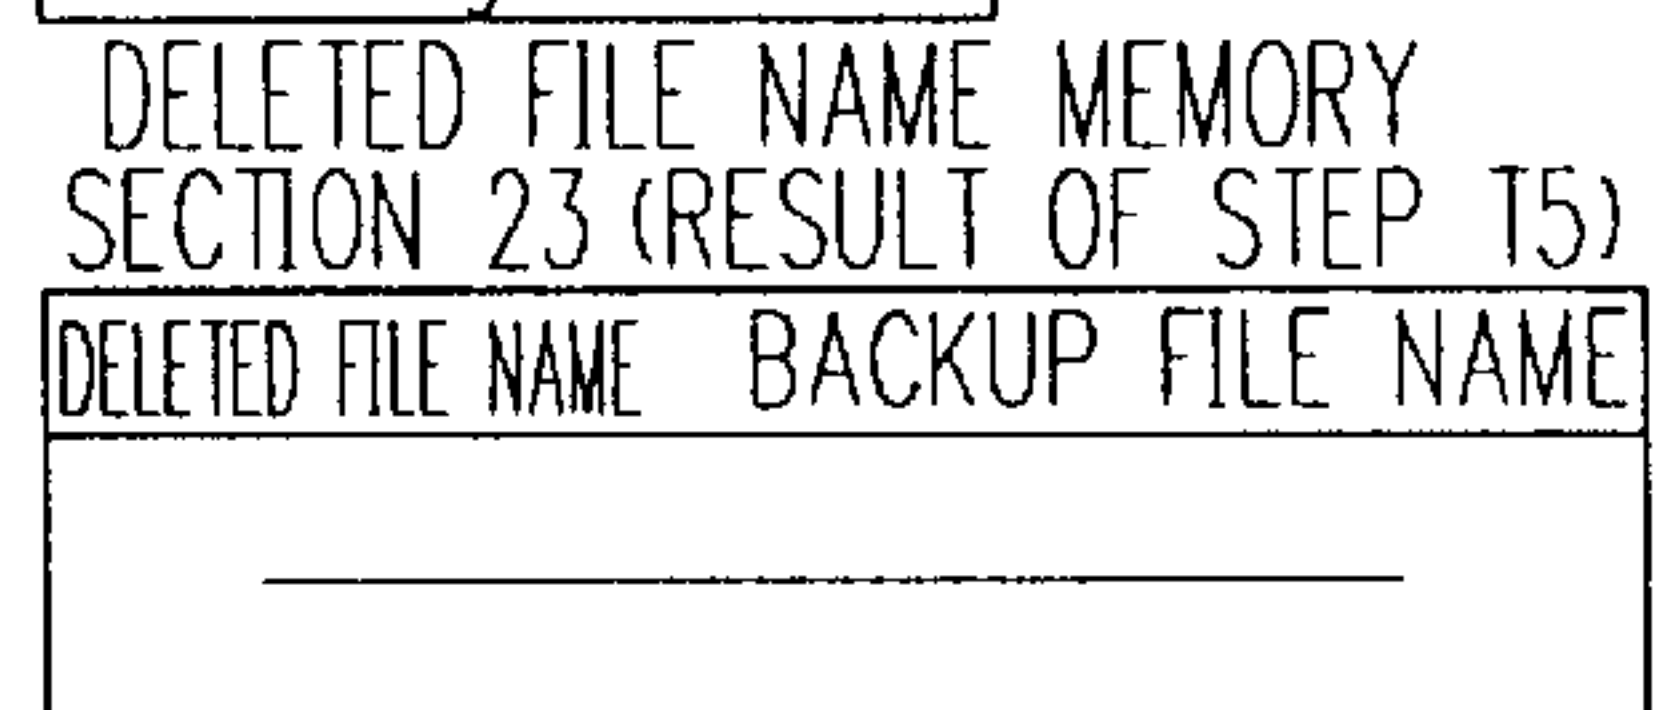 DELETED FILE NAME MEMORY
SECTION 23 (RESULT OF STEP T5)
DELETED FILE NAME BACKUP FILE NAME